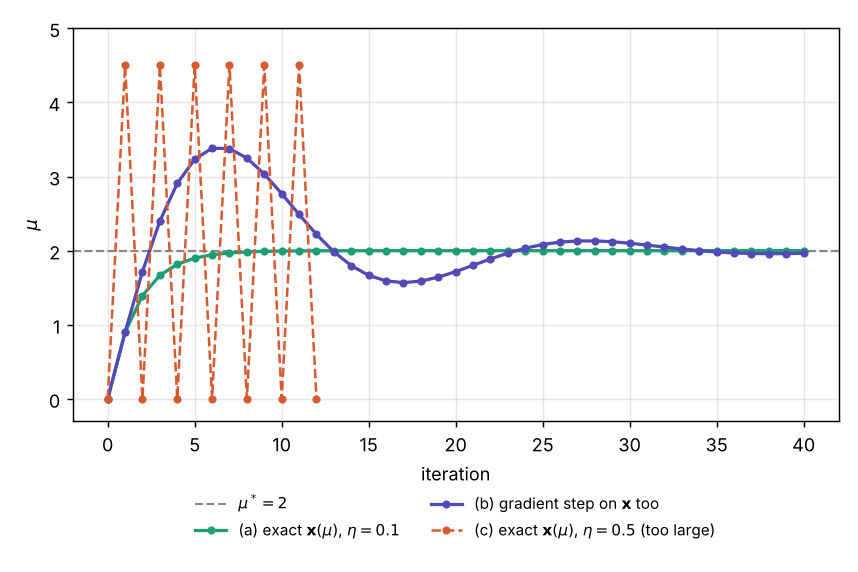 5
4
3
2
1
0
μ
0 5 10 15 20 25 30 35 40
iteration
μ* = 2
(a) exact x(μ), η = 0.1
(b) gradient step on x too
(c) exact x(μ), η = 0.5 (too large)